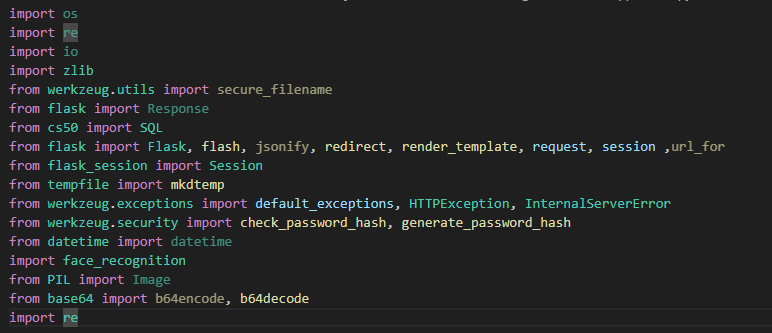 import os
import re
import io
import zlib
from werkzeug.utils import secure_filename
from flask import Response
from cs50 import SQL
from flask import Flask, flash, jsonify, redirect, render_template, request, session ,url_for
from flask_session import Session
from tempfile import mkdtemp
from werkzeug.exceptions import default_exceptions, HTTPException, InternalServerError
from werkzeug.security import check_password_hash, generate_password_hash
from datetime import datetime
import face_recognition
from PIL import Image
from base64 import b64encode, b64decode
import re